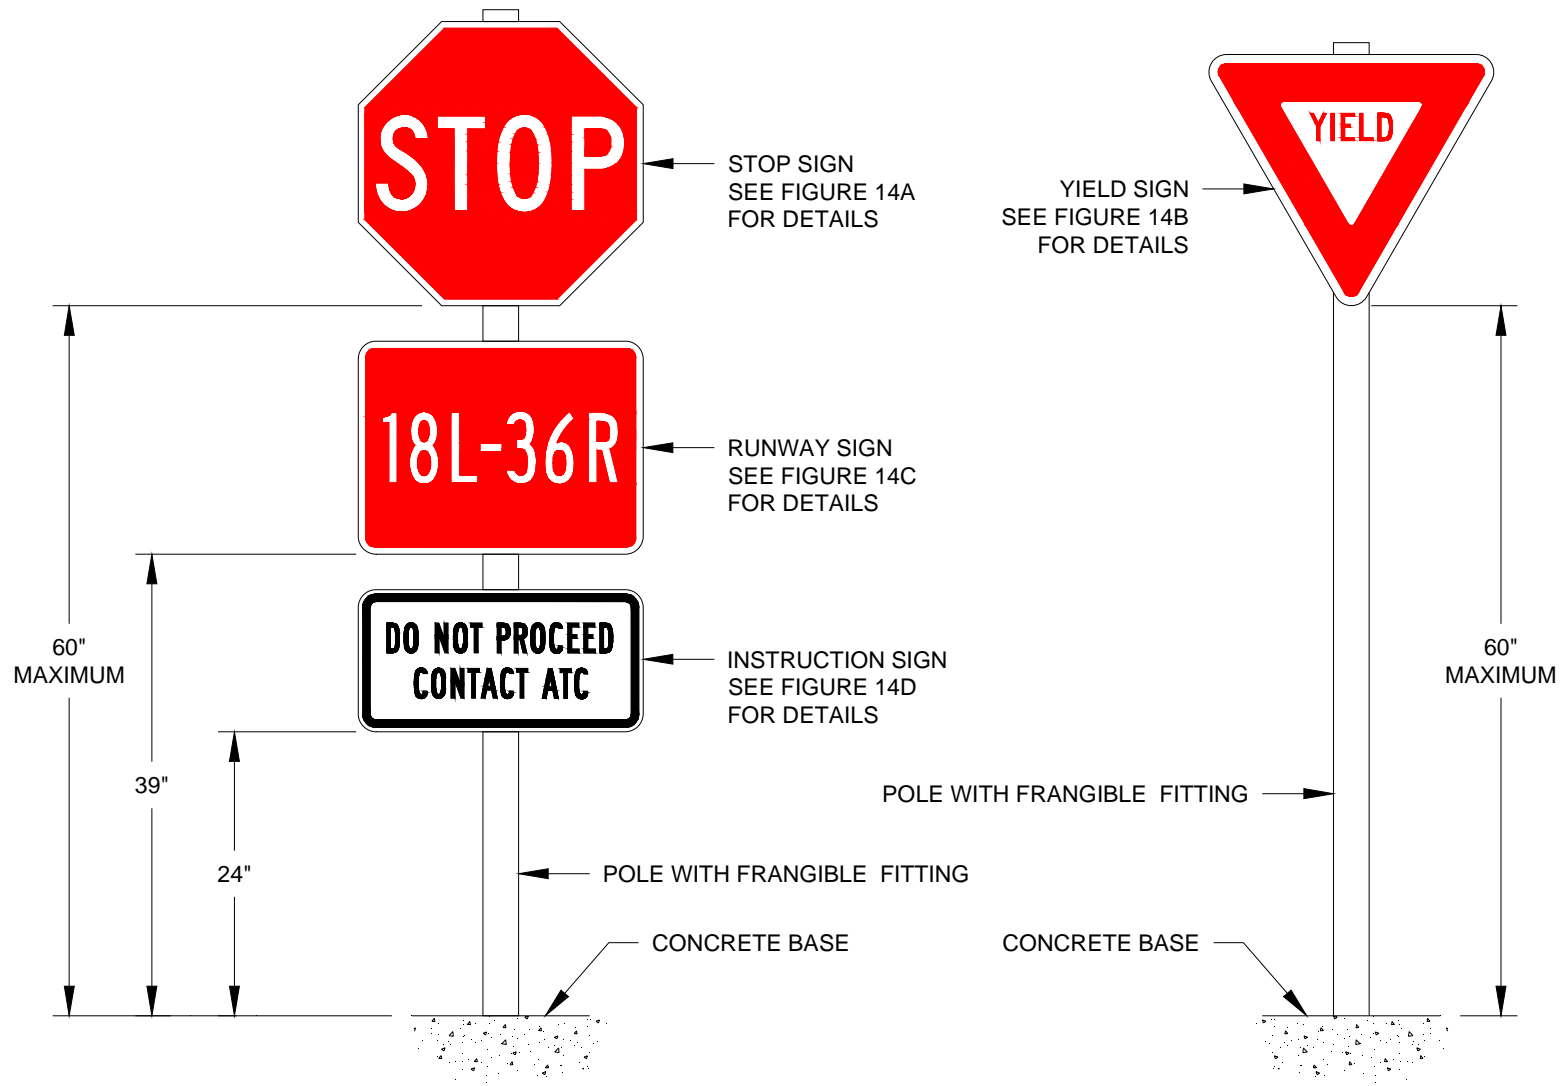 STOP
STOP SIGN
SEE FIGURE 14A
FOR DETAILS
18L-36R
RUNWAY SIGN
SEE FIGURE 14C
FOR DETAILS
DO NOT PROCEED
CONTACT ATC
INSTRUCTION SIGN
SEE FIGURE 14D
FOR DETAILS
60"
MAXIMUM
39"
24"
POLE WITH FRANGIBLE FITTING
CONCRETE BASE
YIELD
YIELD SIGN
SEE FIGURE 14B
FOR DETAILS
60"
MAXIMUM
POLE WITH FRANGIBLE FITTING
CONCRETE BASE